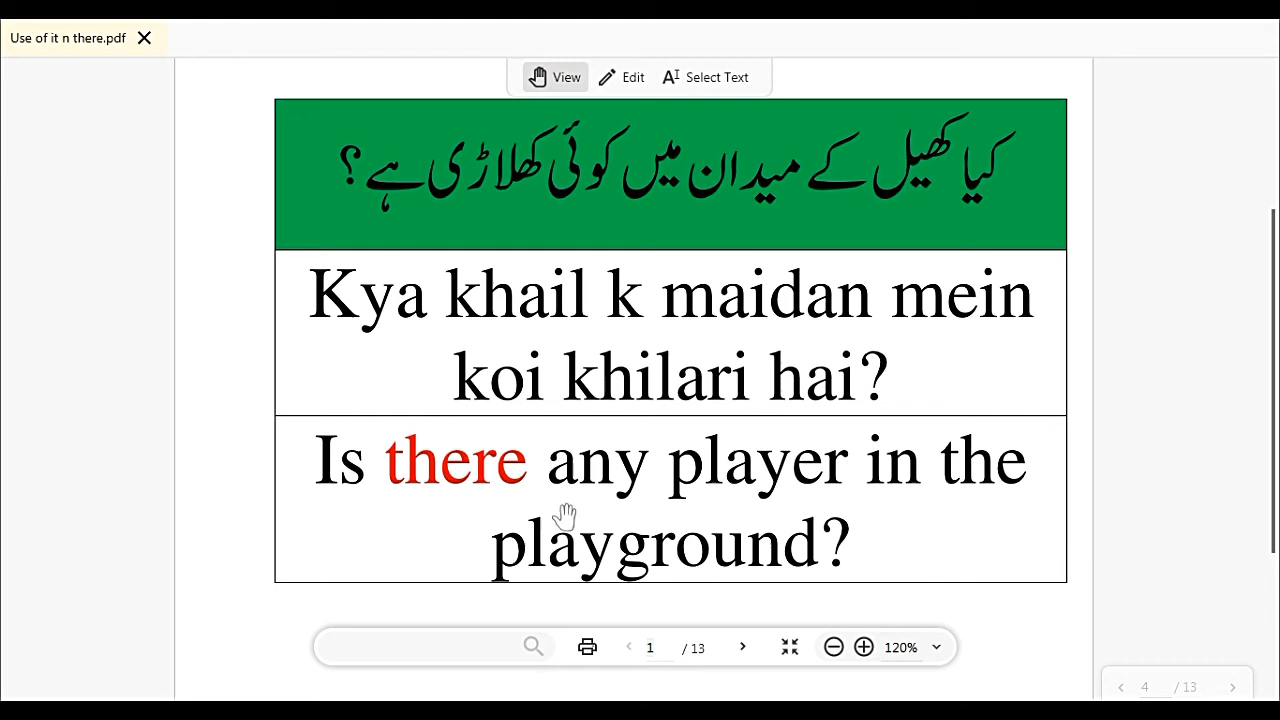 Use of it n there.pdf
View Edit Select Text
کیا کھیل کے میدان میں کوئی کھلاڑی ہے؟
Kya khail k maidan mein
koi khilari hai?
Is there any player in the
playground?
1 / 13 120%
4 / 13